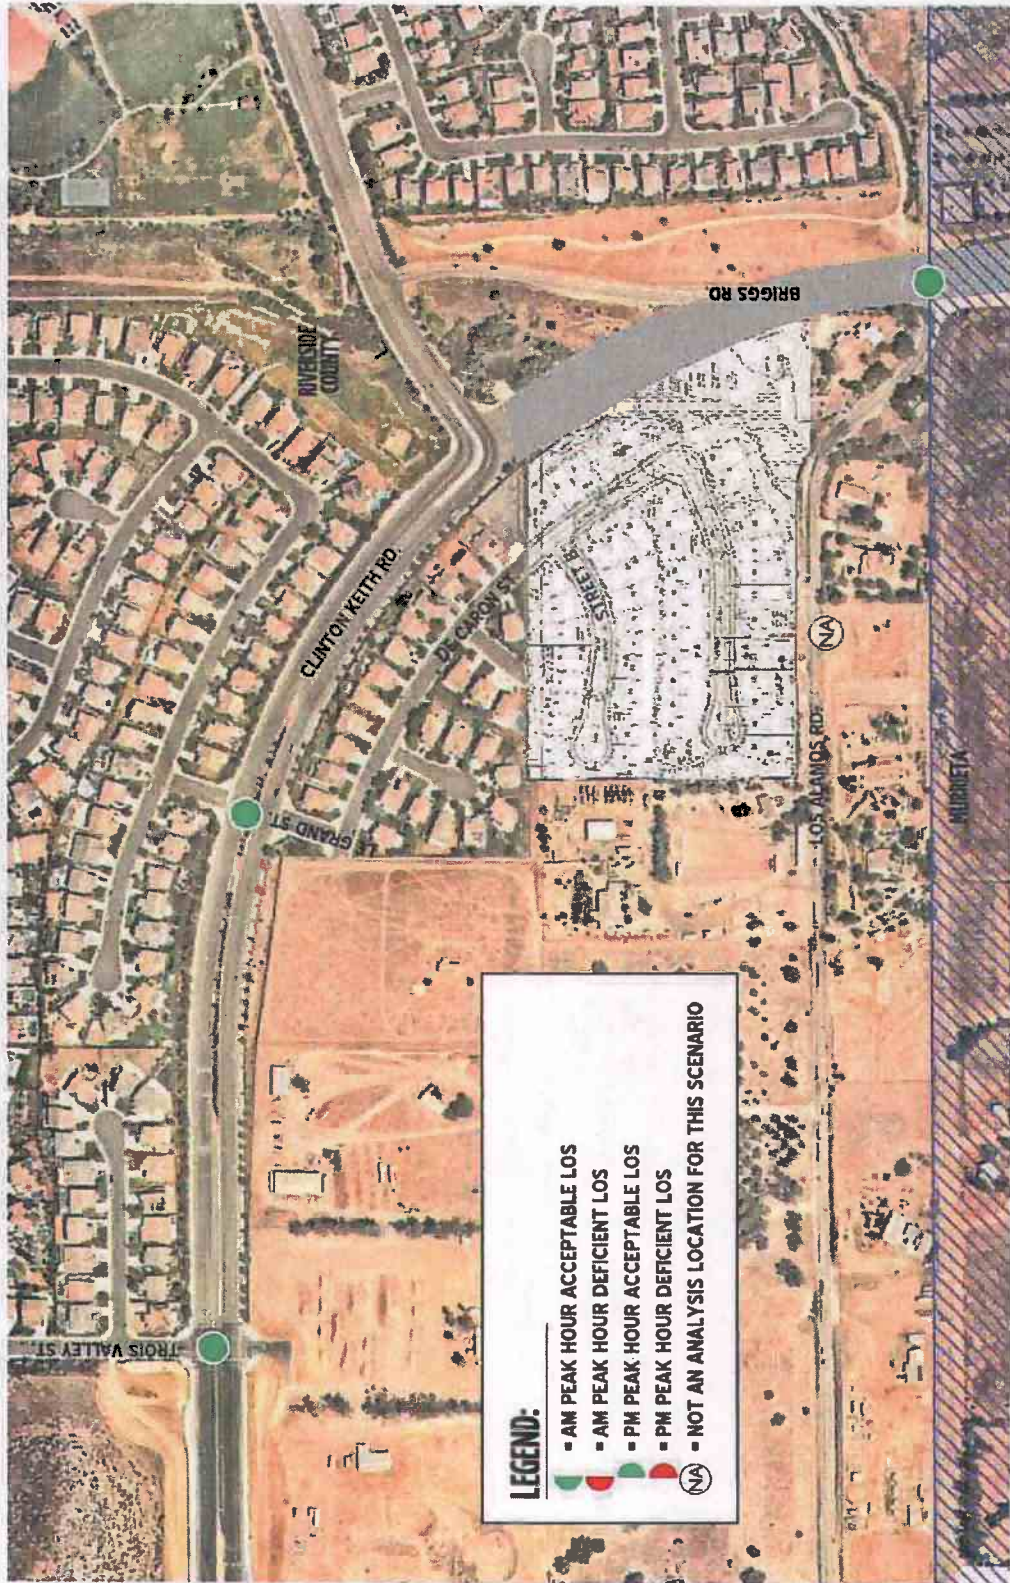 TROIS VALLEY ST.
LE GRAND ST.
CLINTON KEITH RD.
DE CARON ST.
STREET B
RIVERSIDE
COUNTY
BRIGGS RD.
LOS ALAMOS RD.
NA
MURRIETA
LEGEND:
= AM PEAK HOUR ACCEPTABLE LOS
= AM PEAK HOUR DEFICIENT LOS
= PM PEAK HOUR ACCEPTABLE LOS
= PM PEAK HOUR DEFICIENT LOS
NA = NOT AN ANALYSIS LOCATION FOR THIS SCENARIO